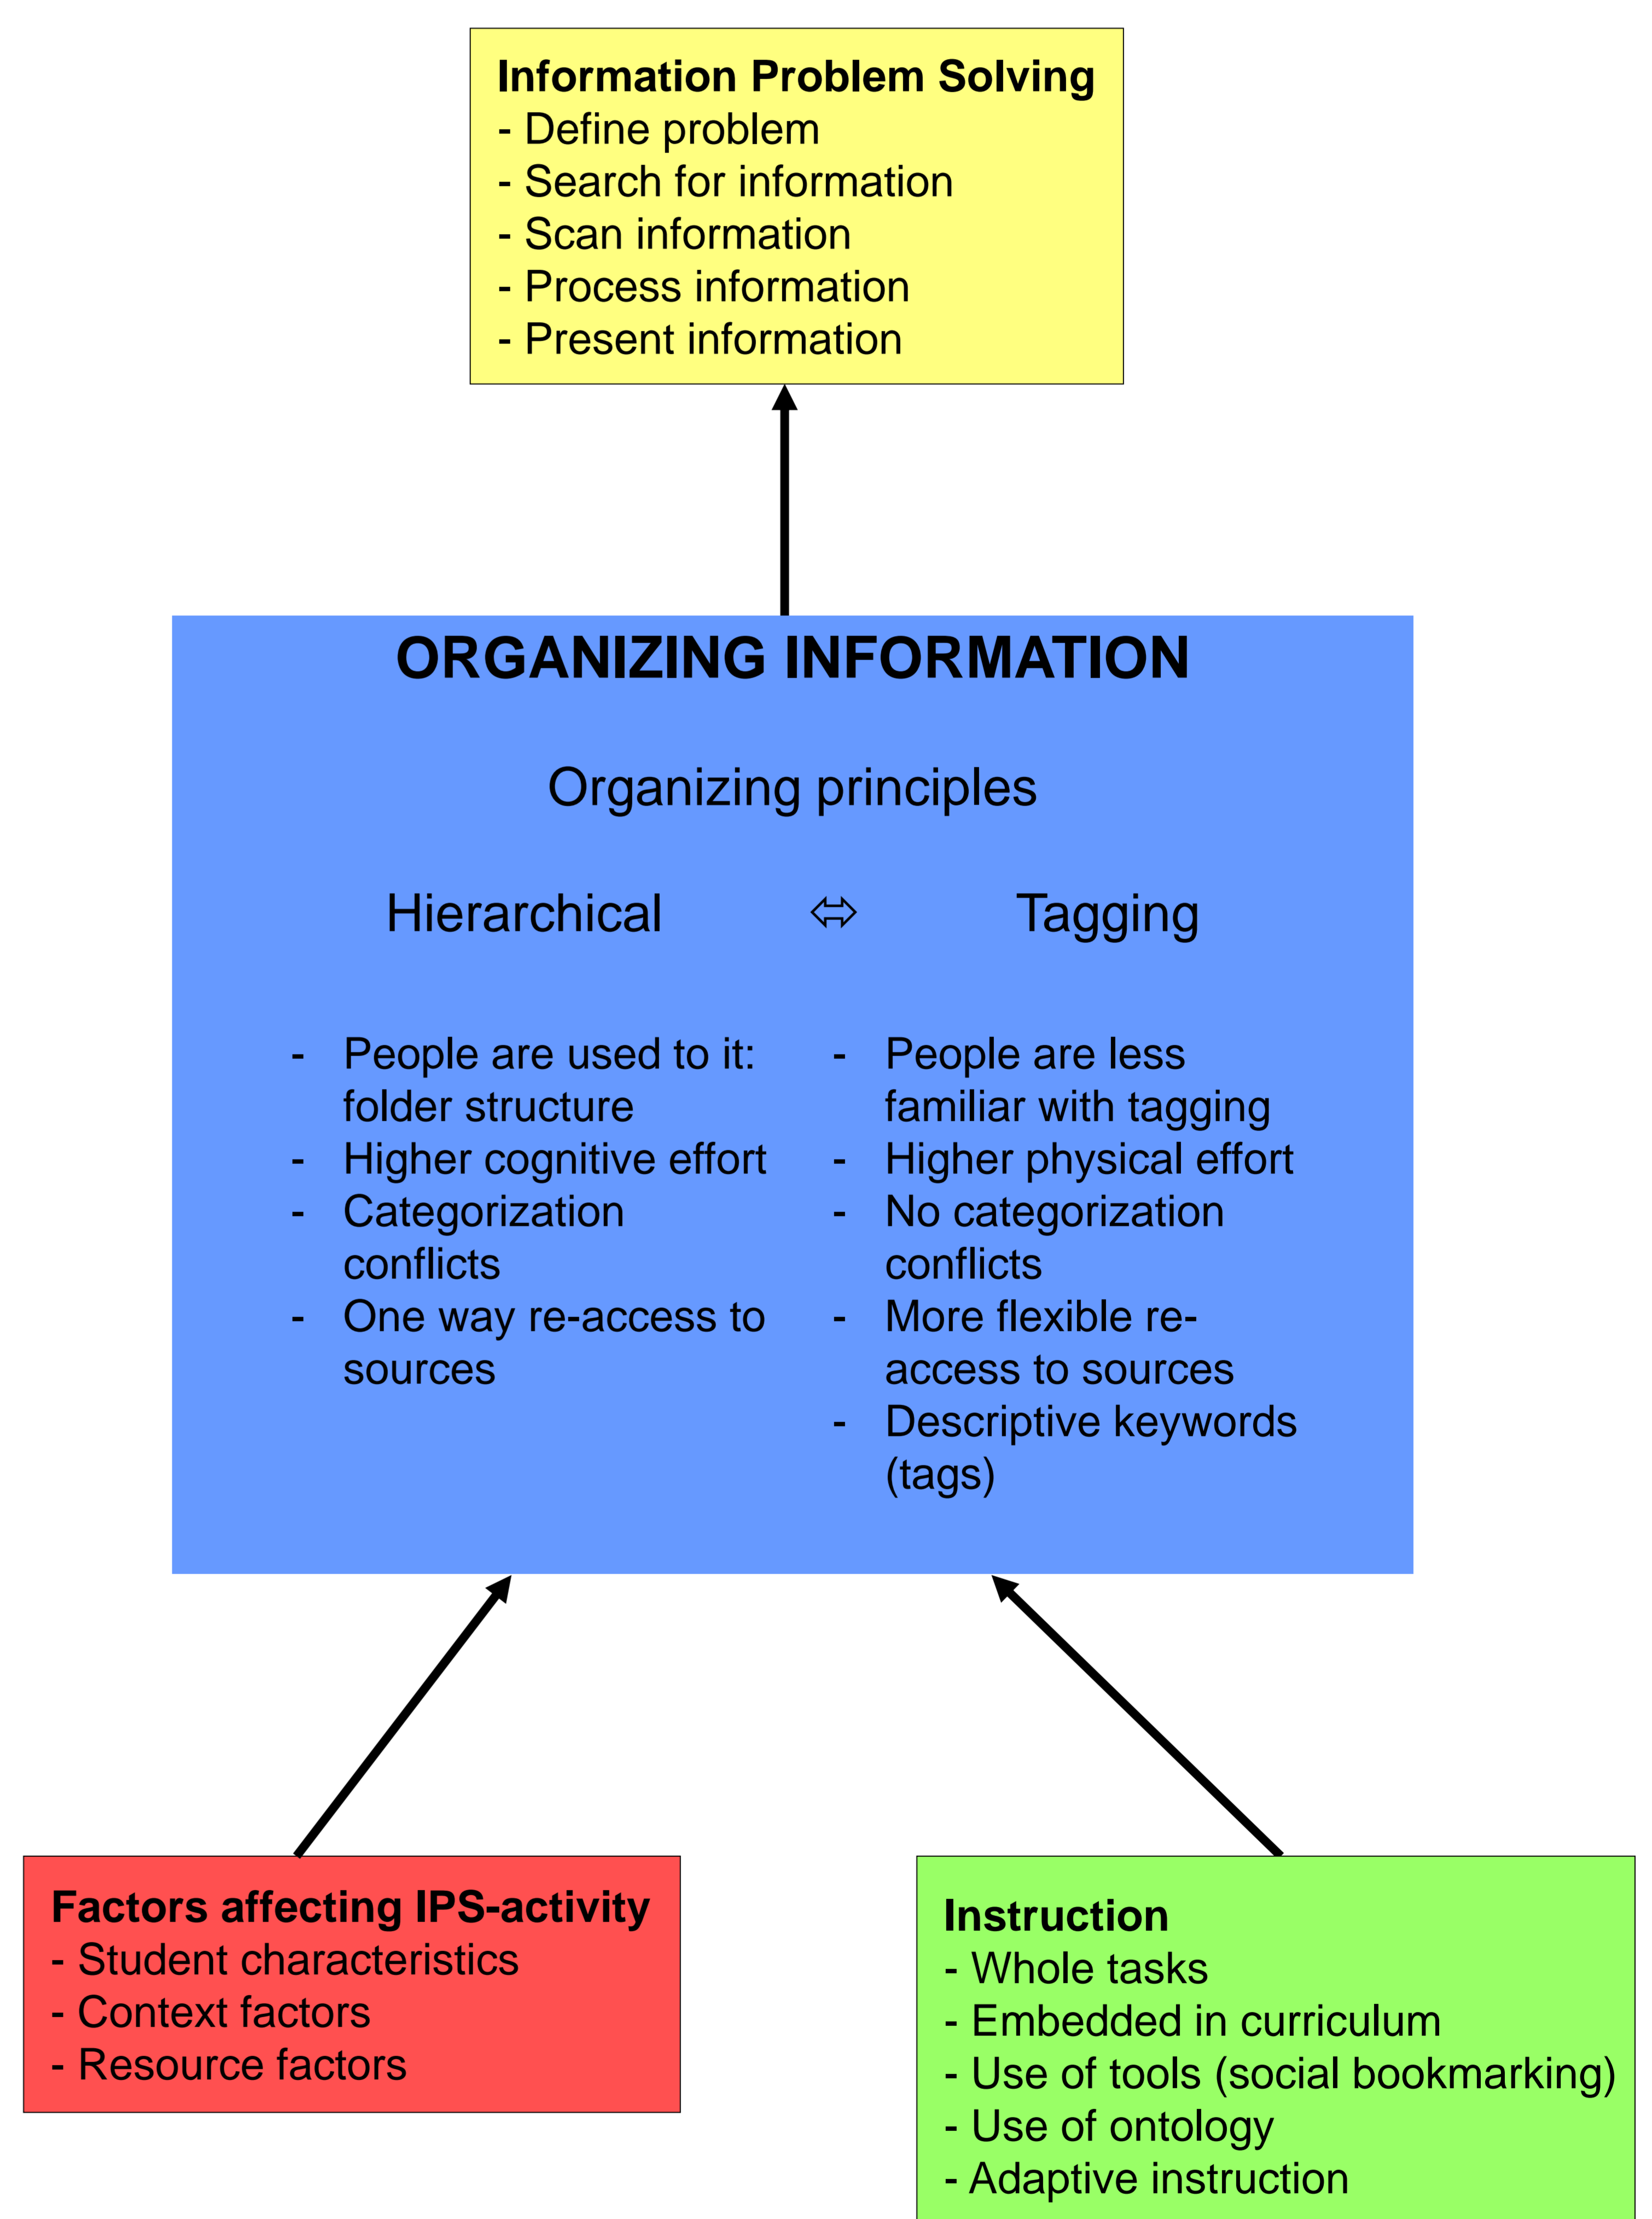 Information Problem Solving
- Define problem
- Search for information
- Scan information
- Process information
- Present information
ORGANIZING INFORMATION
Organizing principles
Hierarchical ⬄ Tagging
- People are used to it:
folder structure
- Higher cognitive effort
- Categorization
conflicts
- One way re-access to
sources
- People are less
familiar with tagging
- Higher physical effort
- No categorization
conflicts
- More flexible re-
access to sources
- Descriptive keywords
(tags)
Factors affecting IPS-activity
- Student characteristics
- Context factors
- Resource factors
Instruction
- Whole tasks
- Embedded in curriculum
- Use of tools (social bookmarking)
- Use of ontology
- Adaptive instruction